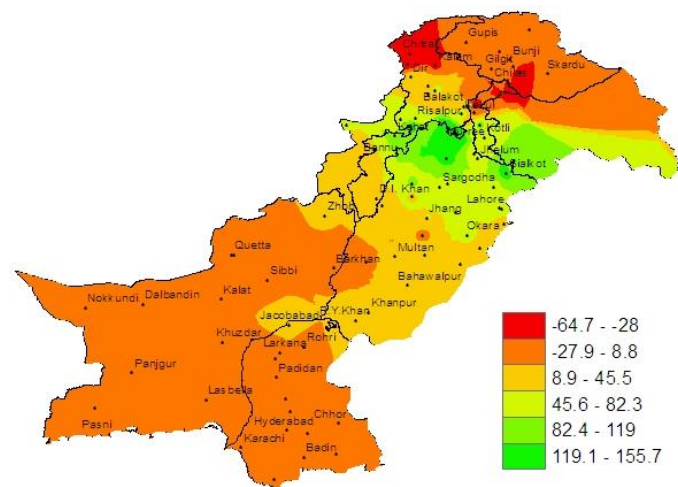 Gupis
Chitral
Kalam
Gilgit
Bunji
Dir
Chilas
Skardu
Balakot
Risalpur
Kotli
Bannu
Jhelum
Sialkot
D.I. Khan
Sargodha
Zhob
Lahore
Jhang
Okara
Quetta
Multan
Barkhan
Sibbi
Bahawalpur
Nokkundi
Dalbandin
Kalat
Khanpur
Jacobabad
R.Y.Khan
Khuzdar
Rohri
Larkana
Panjgur
Padidan
Lasbella
Pasni
Chhor
Hyderabad
Karachi
Badin
-64.7 - -28
-27.9 - 8.8
8.9 - 45.5
45.6 - 82.3
82.4 - 119
119.1 - 155.7